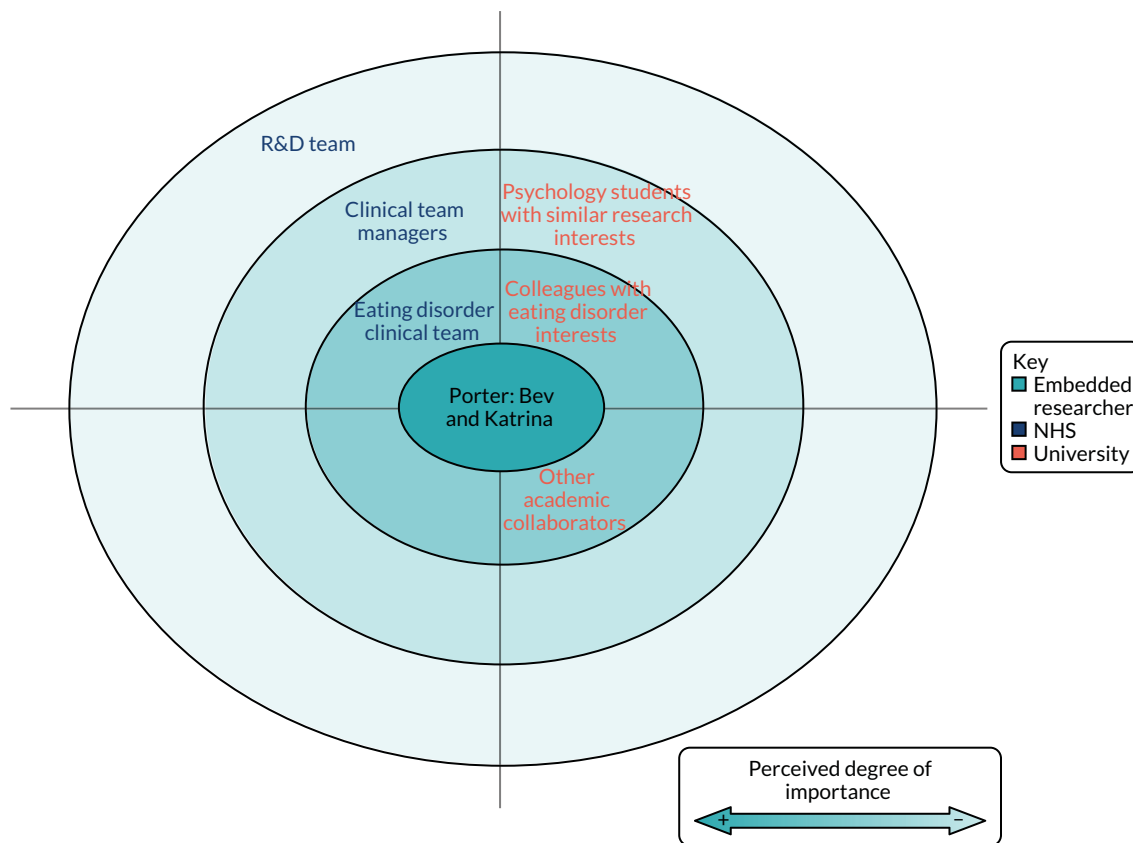 R&D team
Clinical team
managers
Psychology students
with similar research
interests
Eating disorder
clinical team
Colleagues with
eating disorder
interests
Porter: Bev
and Katrina
Other
academic
collaborators
Key
Embedded
researcher
NHS
University
Perceived degree of
importance
+
−